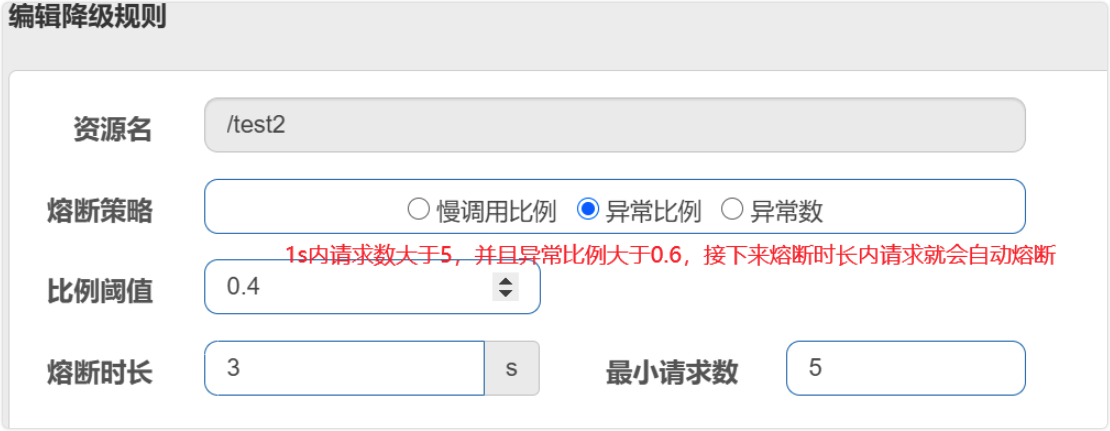 编辑降级规则
资源名 /test2
熔断策略 慢调用比例 异常比例 异常数
1s内请求数大于5，并且异常比例大于0.6，接下来熔断时长内请求就会自动熔断
比例阈值 0.4
熔断时长 3 s 最小请求数 5